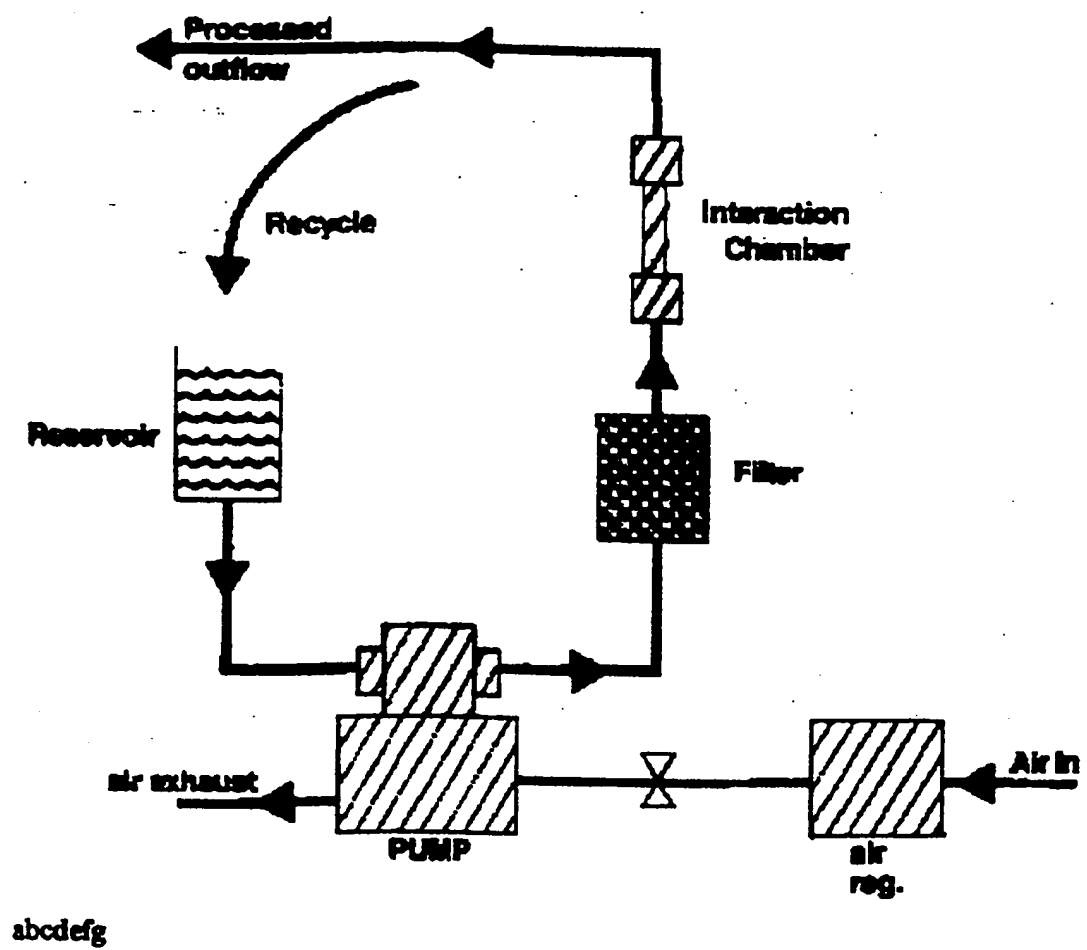 Processed
outflow
Recycle
Interaction
Chamber
Reservoir
Filter
air exhaust
Air in
PUMP
air
reg.
abcdefg